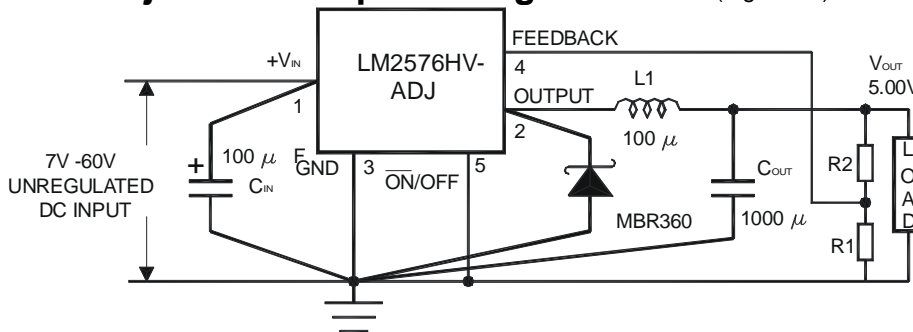 +VIN
LM2576HV-
ADJ
FEEDBACK
4
1
OUTPUT
2
L1
100 μ
VOUT
5.00V
7V -60V
UNREGULATED
DC INPUT
+
100 μ F
CIN
GND
3
ON/OFF
5
MBR360
COUT
1000 μ
R2
R1
LOAD